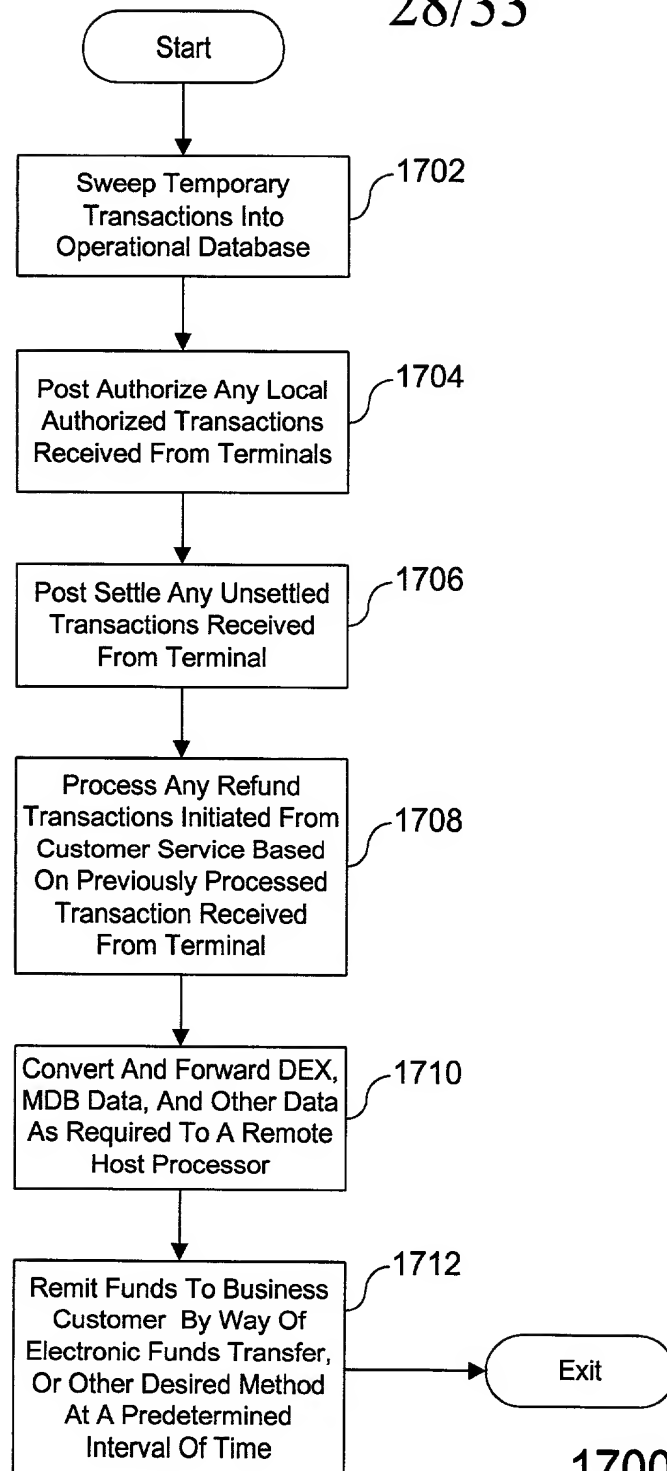 28/33
Start
Sweep Temporary
Transactions Into
Operational Database
1702
Post Authorize Any Local
Authorized Transactions
Received From Terminals
1704
Post Settle Any Unsettled
Transactions Received
From Terminal
1706
Process Any Refund
Transactions Initiated From
Customer Service Based
On Previously Processed
Transaction Received
From Terminal
1708
Convert And Forward DEX,
MDB Data, And Other Data
As Required To A Remote
Host Processor
1710
Remit Funds To Business
Customer By Way Of
Electronic Funds Transfer,
Or Other Desired Method
At A Predetermined
Interval Of Time
1712
Exit
1700